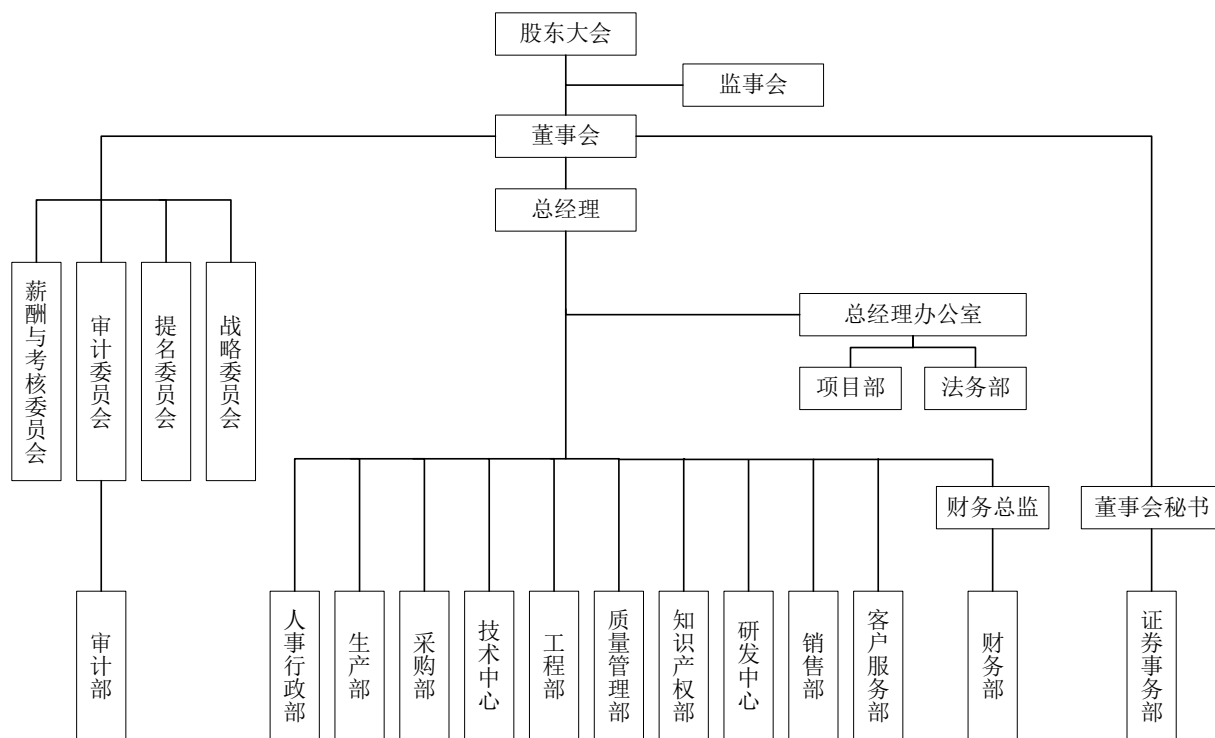 股东大会
监事会
董事会
总经理
薪酬与考核委员会
审计委员会
提名委员会
战略委员会
总经理办公室
项目部
法务部
财务总监
董事会秘书
审计部
人事行政部
生产部
采购部
技术中心
工程部
质量管理部
知识产权部
研发中心
销售部
客户服务部
财务部
证券事务部